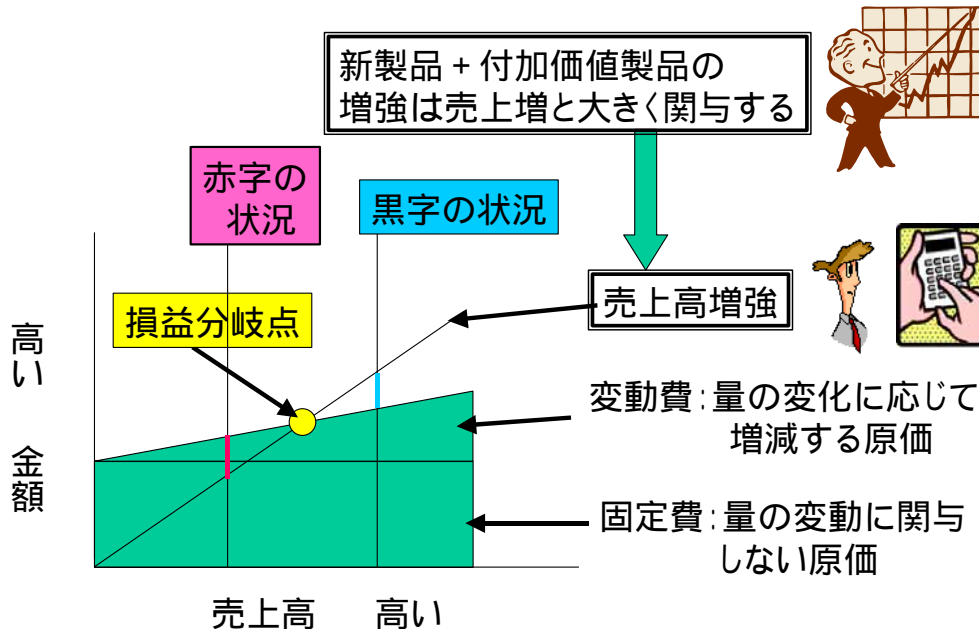 新製品+付加価値製品の
増強は売上増と大きく関与する
赤字の
状況
黒字の状況
損益分岐点
売上高増強
高い
金額
変動費:量の変化に応じて
増減する原価
固定費:量の変動に関与
しない原価
売上高 高い